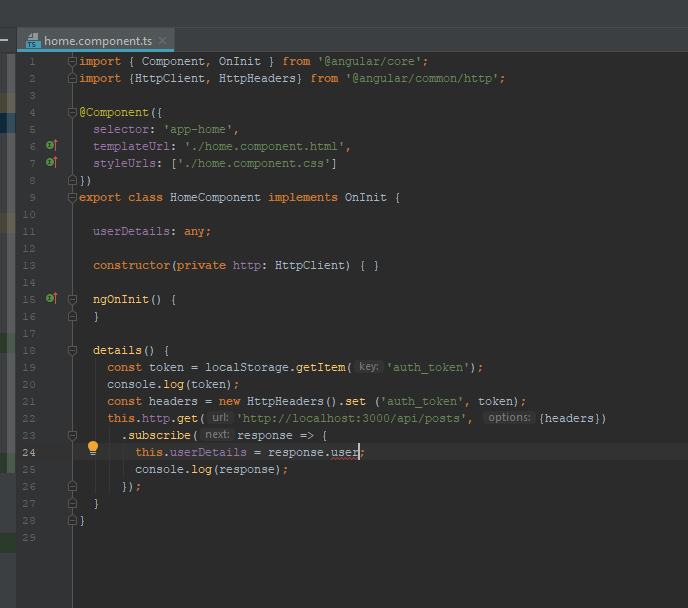 home.component.ts
TS
1 import { Component, OnInit } from '@angular/core';
2 import {HttpClient, HttpHeaders} from '@angular/common/http';
3
4 @Component({
5 selector: 'app-home',
6 templateUrl: './home.component.html',
7 styleUrls: ['./home.component.css']
8 })
9 export class HomeComponent implements OnInit {
10
11 userDetails: any;
12
13 constructor(private http: HttpClient) { }
14
15 ngOnInit() {
16 }
17
18 details() {
19 const token = localStorage.getItem( key: 'auth_token');
20 console.log(token);
21 const headers = new HttpHeaders().set ('auth_token', token);
22 this.http.get( url: 'http://localhost:3000/api/posts', options: {headers})
23 .subscribe( next: response => {
24 this.userDetails = response.user;
25 console.log(response);
26 });
27 }
28 }
29